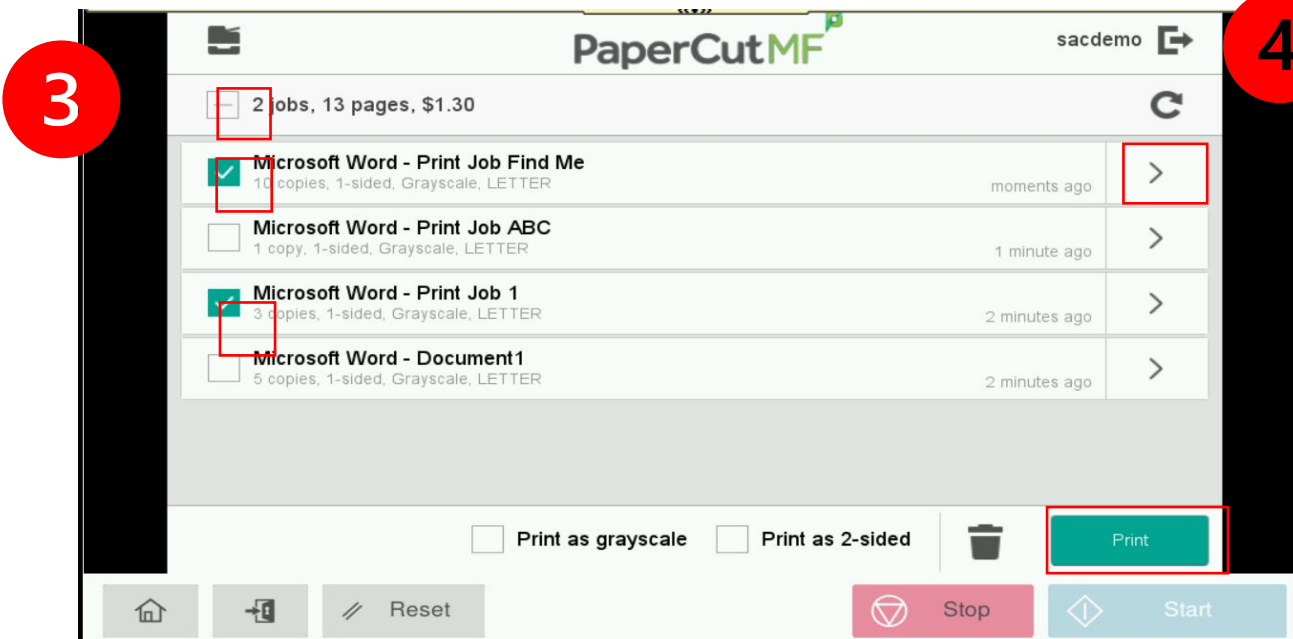 3
4
PaperCutMF
sacdemo
2 jobs, 13 pages, $1.30
Microsoft Word - Print Job Find Me
10 copies, 1-sided, Grayscale, LETTER
moments ago
Microsoft Word - Print Job ABC
1 copy, 1-sided, Grayscale, LETTER
1 minute ago
Microsoft Word - Print Job 1
3 copies, 1-sided, Grayscale, LETTER
2 minutes ago
Microsoft Word - Document1
5 copies, 1-sided, Grayscale, LETTER
2 minutes ago
Print as grayscale
Print as 2-sided
Print
Reset
Stop
Start